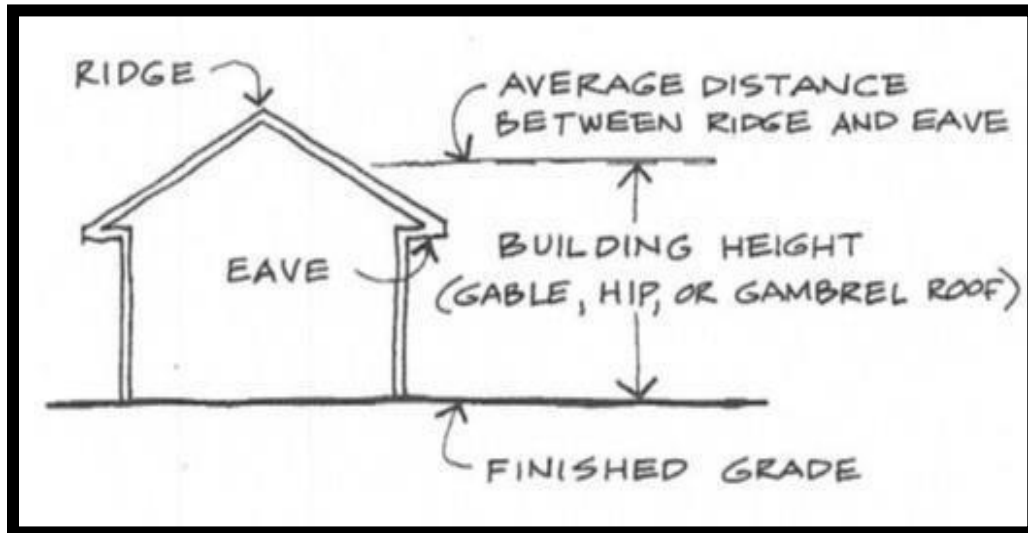 RIDGE
AVERAGE DISTANCE
BETWEEN RIDGE AND EAVE
EAVE
BUILDING HEIGHT
(GABLE, HIP, OR GAMBREL ROOF)
FINISHED GRADE